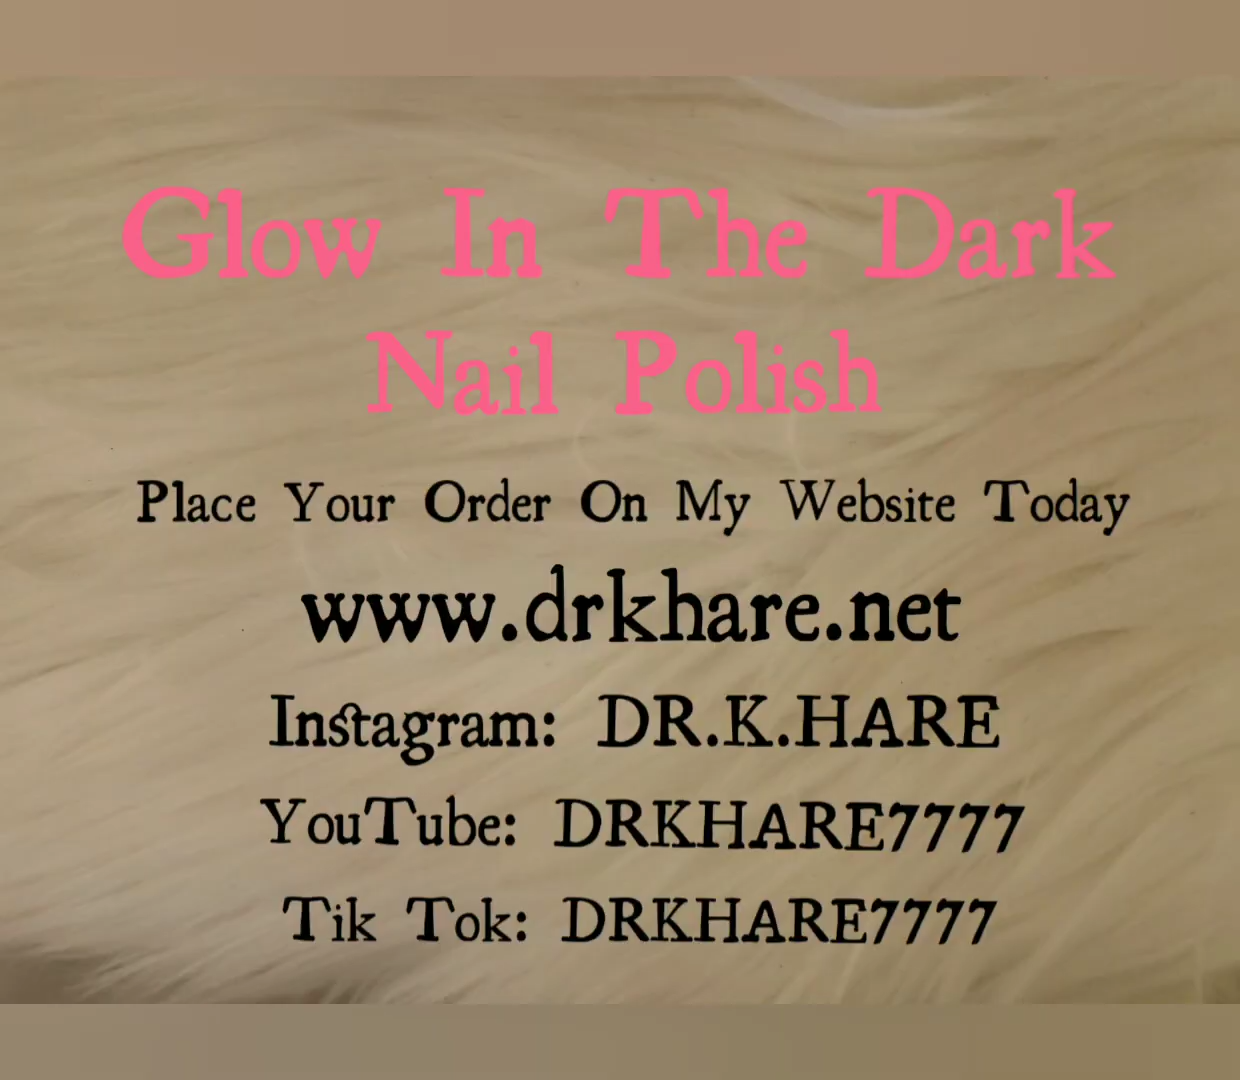 Glow In The Dark
Nail Polish
Place Your Order On My Website Today
www.drkhare.net
Instagram: DR.K.HARE
YouTube: DRKHARE7777
Tik Tok: DRKHARE7777